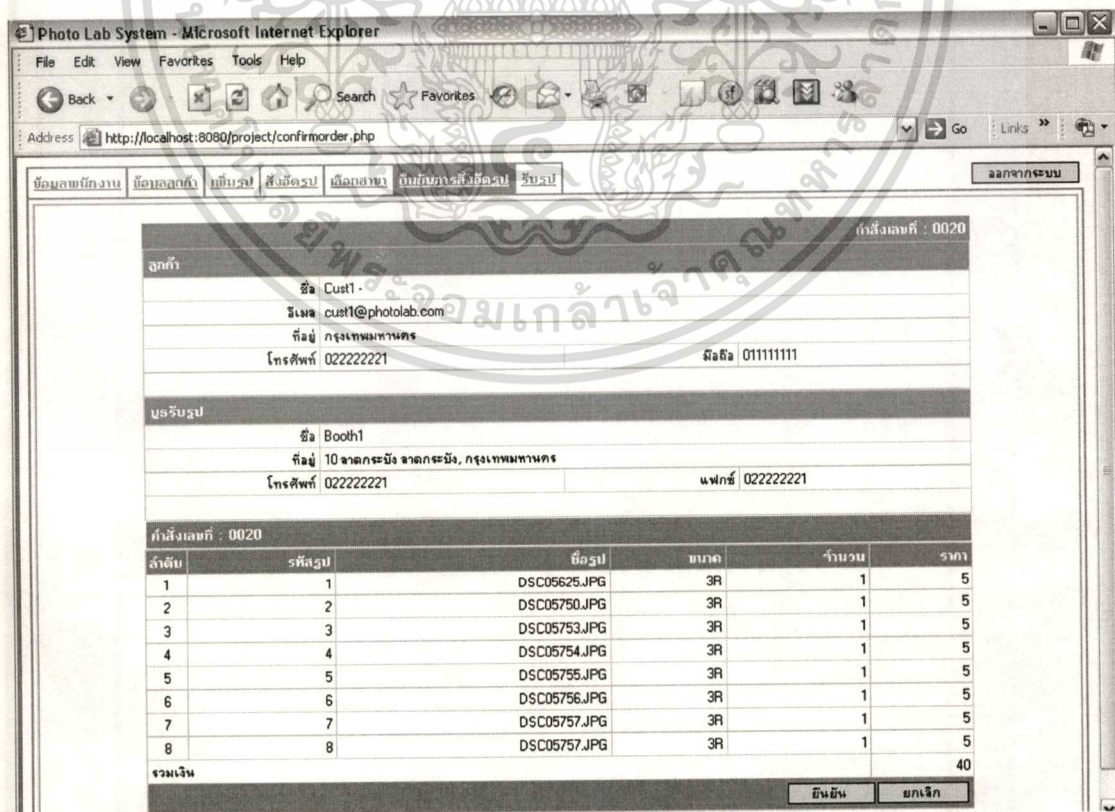 Photo Lab System - Microsoft Internet Explorer
File Edit View Favorites Tools Help
Back Search Favorites
Address http://localhost:8080/project/confirmorder.php Go Links »
ข้อมูลพนักงาน ข้อมูลลูกค้า เพิ่มรูป สั่งอัดรูป เลือกสาขา ยืนยันการสั่งอัดรูป รับรูป ออกจากระบบ
คำสั่งเลขที่ : 0020
ลูกค้า
ชื่อ Cust1 -
อีเมล cust1@photolab.com
ที่อยู่ กรุงเทพมหานคร
โทรศัพท์ 022222221 มือถือ 011111111
บูธรับรูป
ชื่อ Booth1
ที่อยู่ 10 ลาดกระบัง ลาดกระบัง, กรุงเทพมหานคร
โทรศัพท์ 022222221 แฟกซ์ 022222221
คำสั่งเลขที่ : 0020
ลำดับ รหัสรูป ชื่อรูป ขนาด จำนวน ราคา
1 1 DSC05625.JPG 3R 1 5
2 2 DSC05750.JPG 3R 1 5
3 3 DSC05753.JPG 3R 1 5
4 4 DSC05754.JPG 3R 1 5
5 5 DSC05755.JPG 3R 1 5
6 6 DSC05756.JPG 3R 1 5
7 7 DSC05757.JPG 3R 1 5
8 8 DSC05757.JPG 3R 1 5
รวมเงิน 40
ยืนยัน ยกเลิก